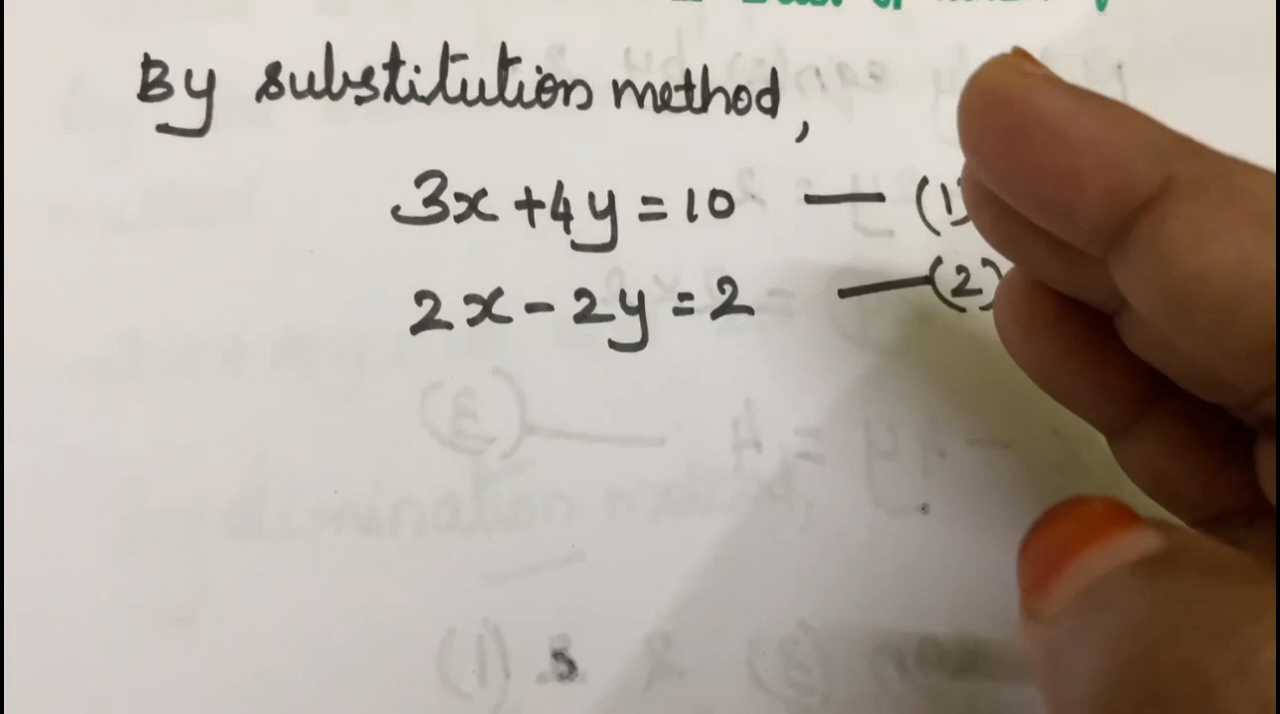 By substitution method,
3x + 4y = 10 — (1)
2x - 2y = 2 — (2)